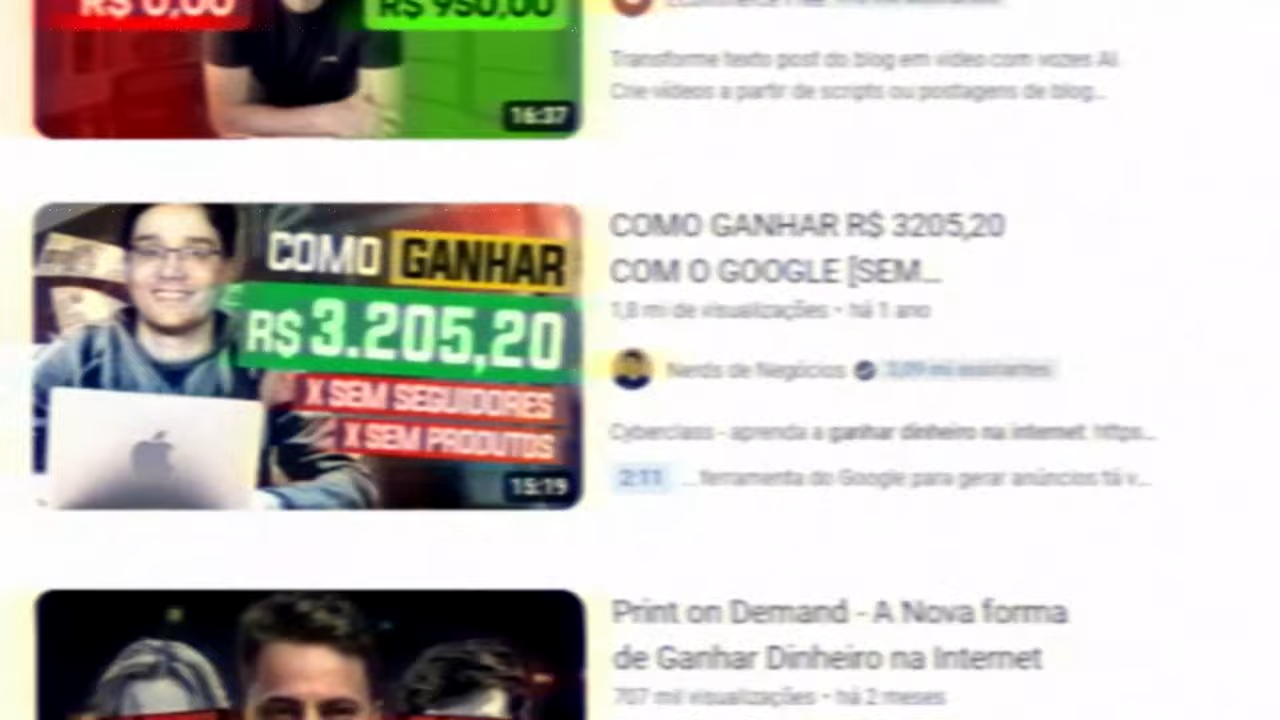 R$ 0,00
R$ 950,00
16:37
Transforme texto post do blog em vídeo com vozes AI.
Crie vídeos a partir de scripts ou postagens de blog...
COMO GANHAR
R$ 3.205,20
X SEM SEGUIDORES
X SEM PRODUTOS
15:19
COMO GANHAR R$ 3205,20
COM O GOOGLE [SEM...
1,8 mi de visualizações • há 1 ano
Nerds de Negócios
Cyberclass - aprenda a ganhar dinheiro na internet: https...
2:11 ...ferramenta do Google para gerar anúncios tá v...
Print on Demand - A Nova forma
de Ganhar Dinheiro na Internet
707 mil visualizações • há 2 meses